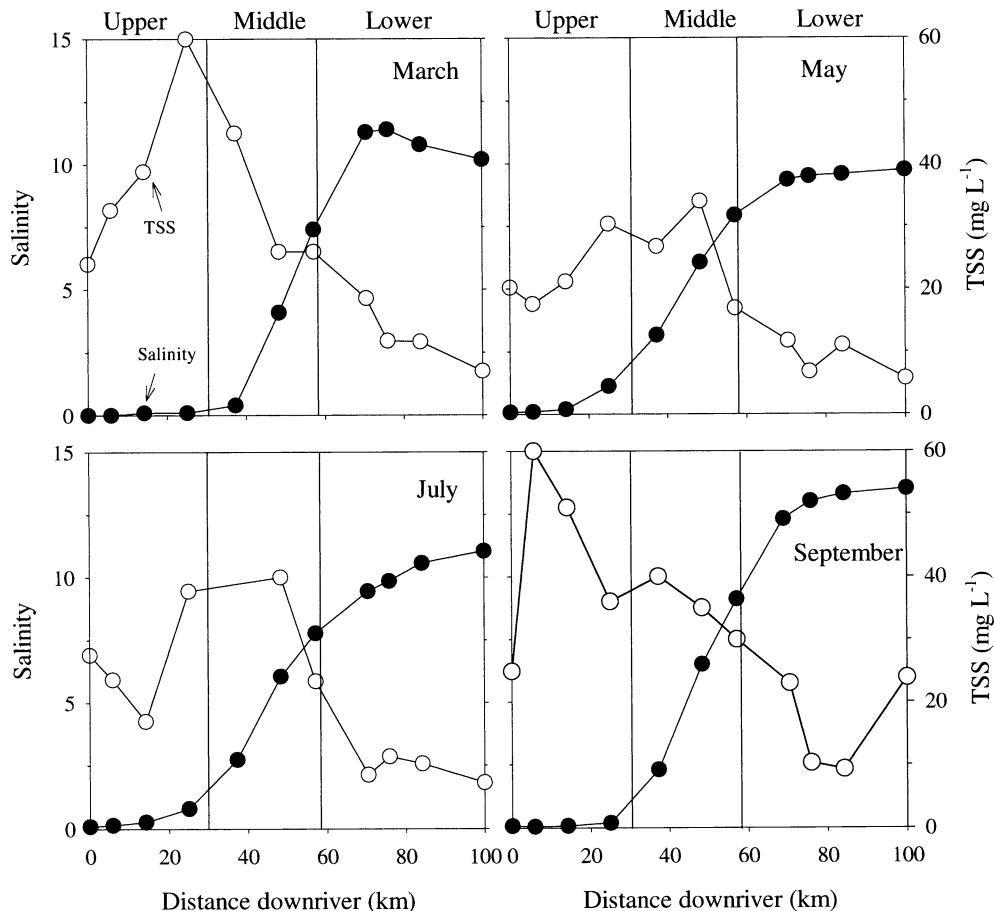 Upper Middle Lower Upper Middle Lower
15 60
March May
10 40
Salinity TSS (mg L-1)
TSS
5 20
Salinity
0 0
15 60
July
September
10 40
Salinity TSS (mg L-1)
5 20
0 0
0 20 40 60 80 100 0 20 40 60 80 100
Distance downriver (km) Distance downriver (km)